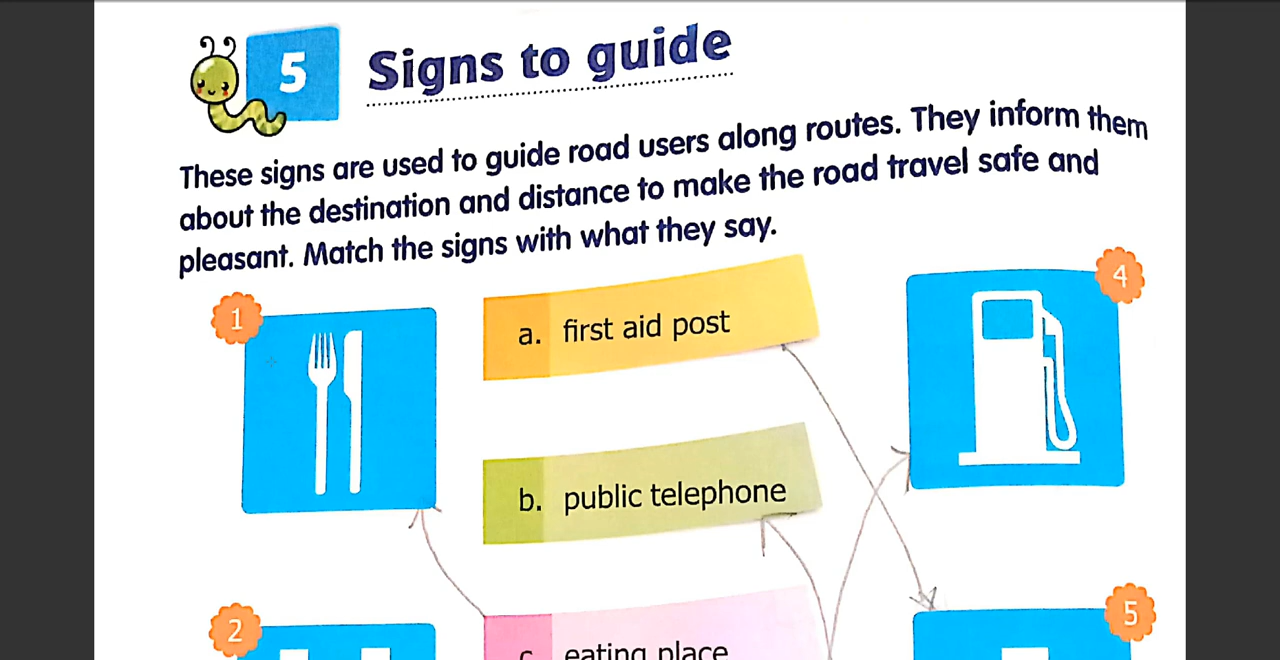 5
Signs to guide
These signs are used to guide road users along routes. They inform them
about the destination and distance to make the road travel safe and
pleasant. Match the signs with what they say.
1
a. first aid post
4
b. public telephone
2
c. eating place
5